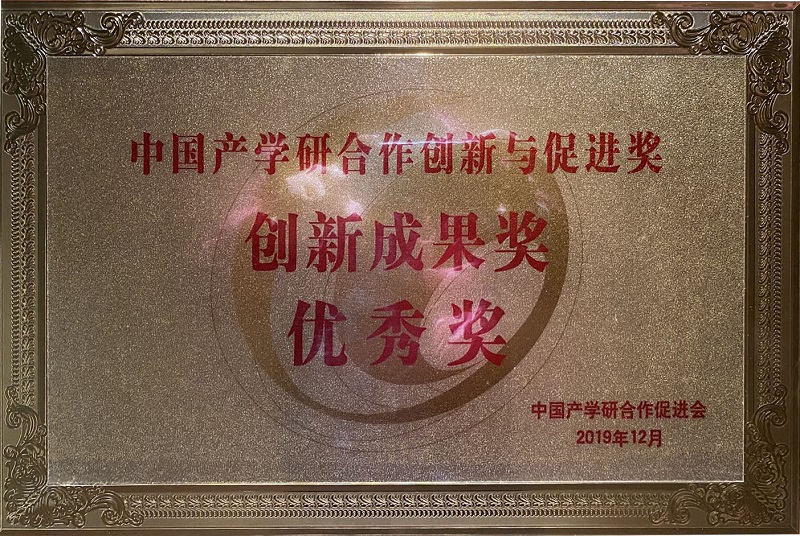 中国产学研合作创新与促进奖
创新成果奖
优秀奖
中国产学研合作促进会
2019年12月